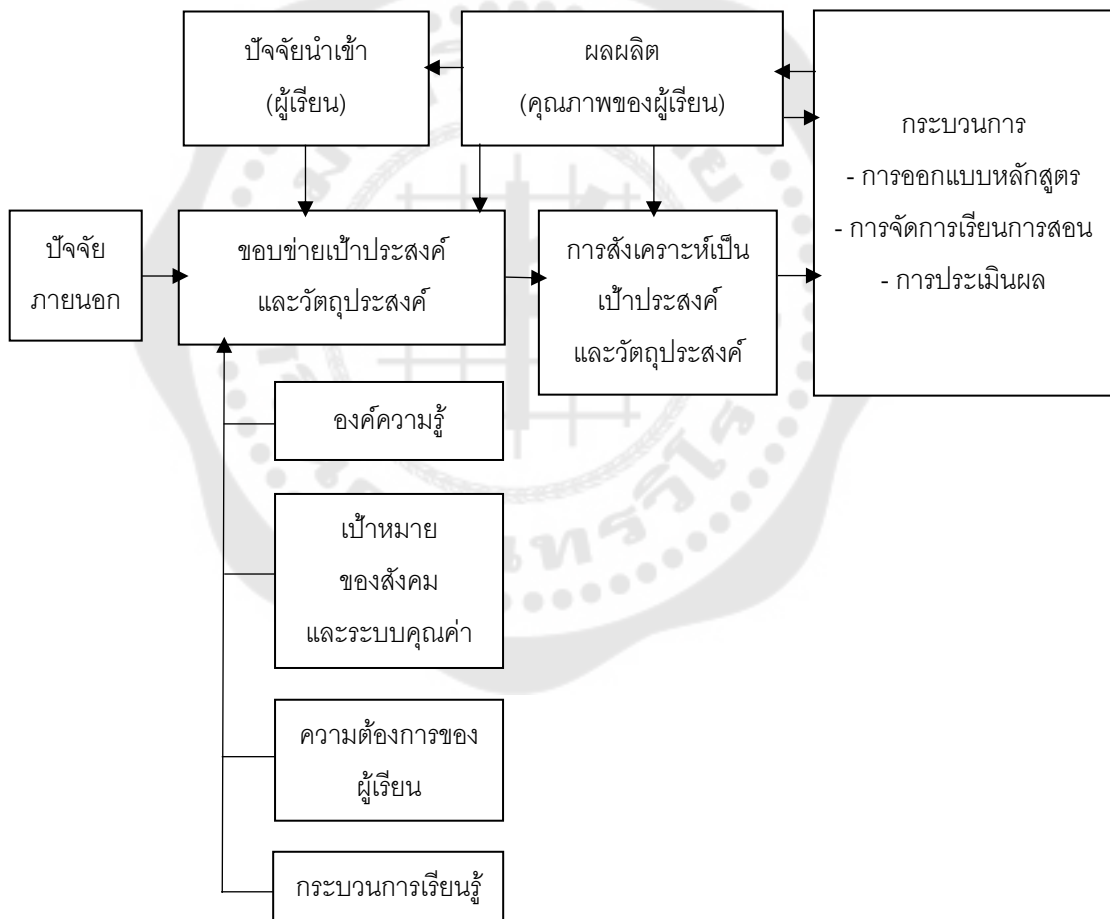 ปัจจัยนำเข้า
(ผู้เรียน)
ผลผลิต
(คุณภาพของผู้เรียน)
กระบวนการ
- การออกแบบหลักสูตร
- การจัดการเรียนการสอน
- การประเมินผล
ปัจจัย
ภายนอก
ขอบข่ายเป้าประสงค์
และวัตถุประสงค์
การสังเคราะห์เป็น
เป้าประสงค์
และวัตถุประสงค์
องค์ความรู้
เป้าหมาย
ของสังคม
และระบบคุณค่า
ความต้องการของ
ผู้เรียน
กระบวนการเรียนรู้